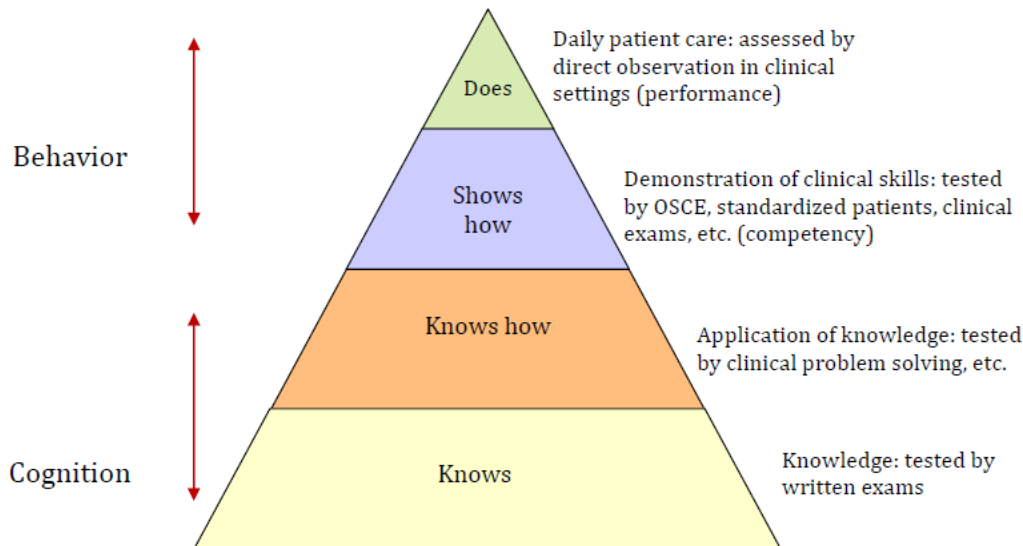 Does
Daily patient care: assessed by
direct observation in clinical
settings (performance)
Behavior
Shows
how
Demonstration of clinical skills: tested
by OSCE, standardized patients, clinical
exams, etc. (competency)
Knows how
Application of knowledge: tested
by clinical problem solving, etc.
Cognition
Knows
Knowledge: tested by
written exams